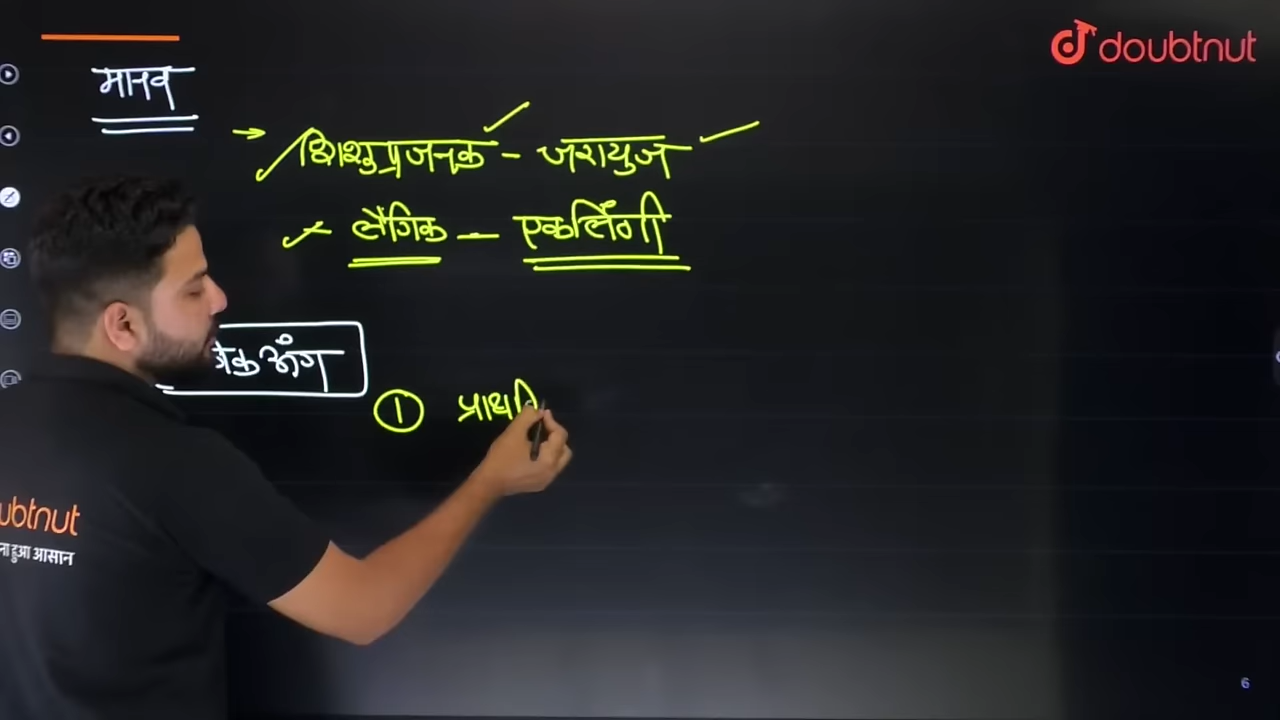 doubtnut
मानव
→ शिशुप्रजनक - जरायुज
लैंगिक - एकलिंगी
अंग
① प्राथमि
ubtnut
ना हुआ आसान
6